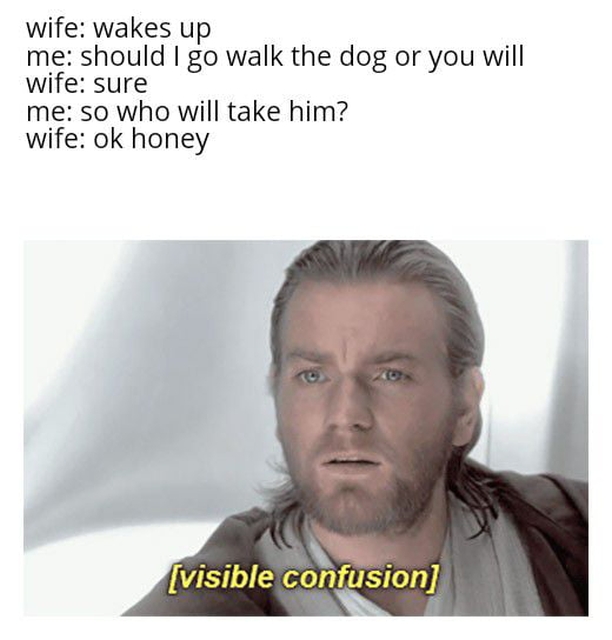 wife: wakes up
me: should I go walk the dog or you will
wife: sure
me: so who will take him?
wife: ok honey
[visible confusion]